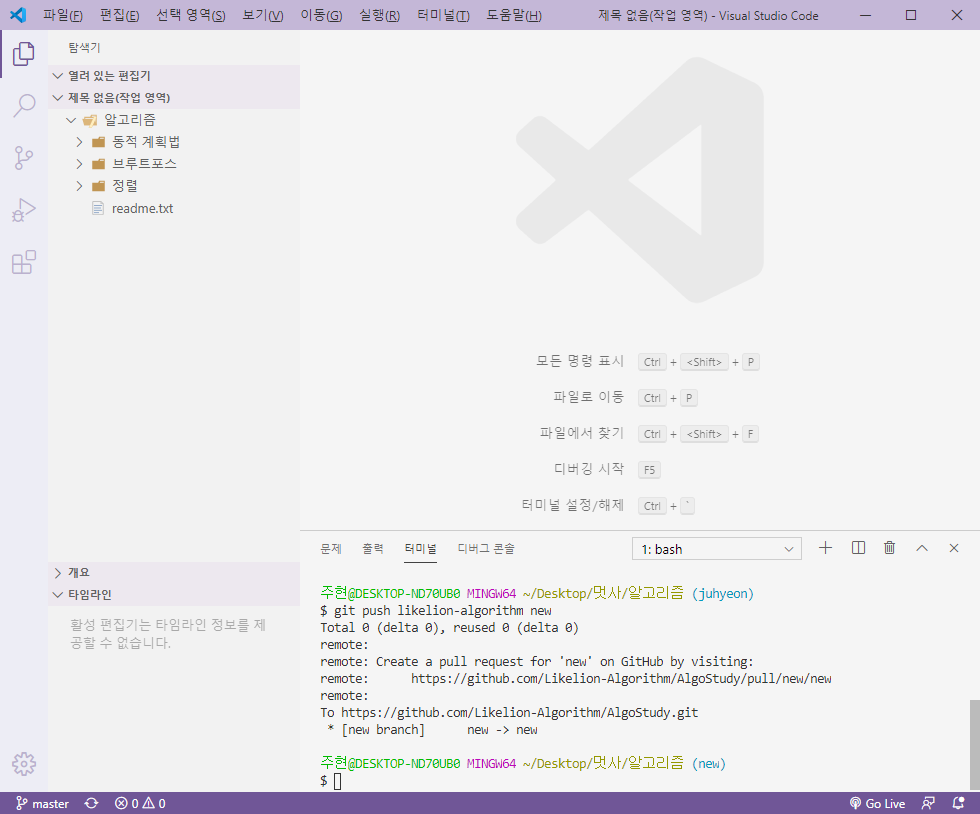 파일(F) 편집(E) 선택 영역(S) 보기(V) 이동(G) 실행(R) 터미널(T) 도움말(H) 제목 없음(작업 영역) - Visual Studio Code
탐색기
열려 있는 편집기
제목 없음(작업 영역)
알고리즘
동적 계획법
브루트포스
정렬
readme.txt
개요
타임라인
활성 편집기는 타임라인 정보를 제
공할 수 없습니다.
모든 명령 표시 Ctrl + <Shift> + P
파일로 이동 Ctrl + P
파일에서 찾기 Ctrl + <Shift> + F
디버깅 시작 F5
터미널 설정/해제 Ctrl + `
문제 출력 터미널 디버그 콘솔 1: bash
주현@DESKTOP-ND70UB0 MINGW64 ~/Desktop/멋사/알고리즘 (juhyeon)
$ git push likelion-algorithm new
Total 0 (delta 0), reused 0 (delta 0)
remote:
remote: Create a pull request for 'new' on GitHub by visiting:
remote:      https://github.com/Likelion-Algorithm/AlgoStudy/pull/new/new
remote:
To https://github.com/Likelion-Algorithm/AlgoStudy.git
 * [new branch]      new -> new
주현@DESKTOP-ND70UB0 MINGW64 ~/Desktop/멋사/알고리즘 (new)
$
master 0 0 Go Live